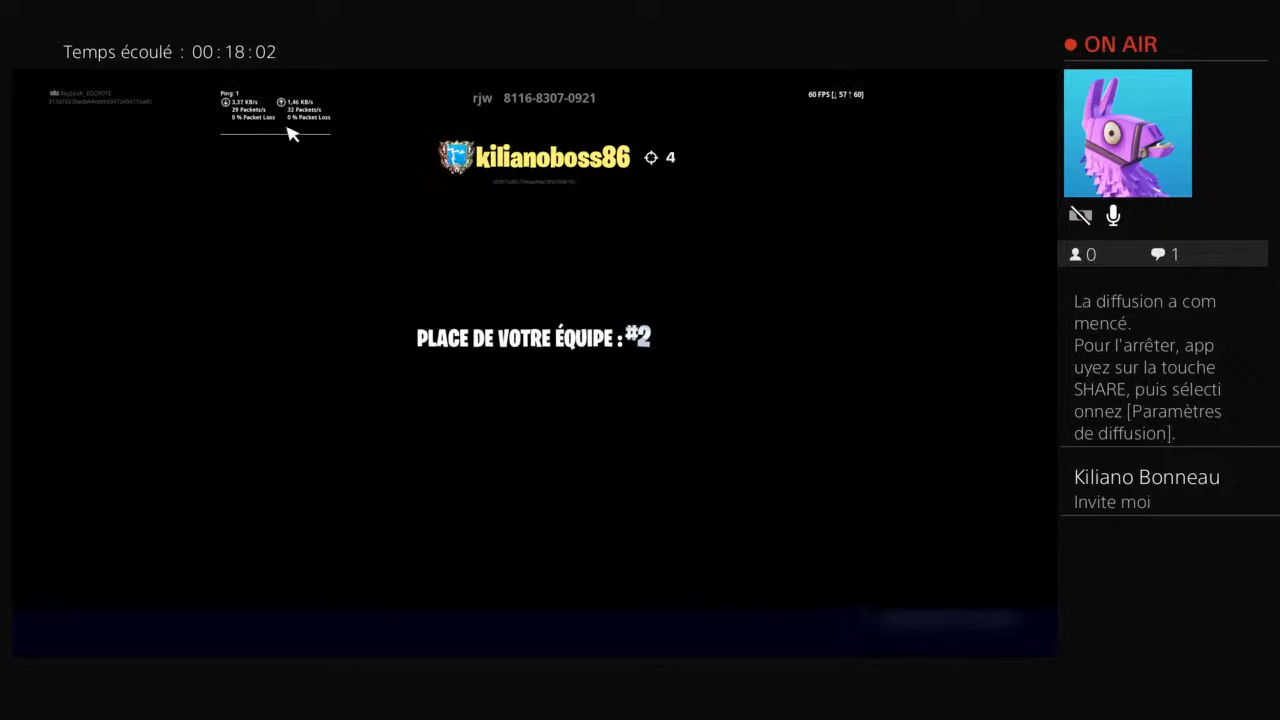 Temps écoulé : 00:18:02
ON AIR
Ping: 1
3,37 KB/s 1,46 KB/s
29 Packets/s 32 Packets/s
0 % Packet Loss 0 % Packet Loss
rjw 8116-8307-0921
60 FPS [↓ 57 ↑ 60]
kilianoboss86 4
PLACE DE VOTRE ÉQUIPE : #2
0 1
La diffusion a com
mencé.
Pour l'arrêter, app
uyez sur la touche
SHARE, puis sélecti
onnez [Paramètres
de diffusion].
Kiliano Bonneau
Invite moi